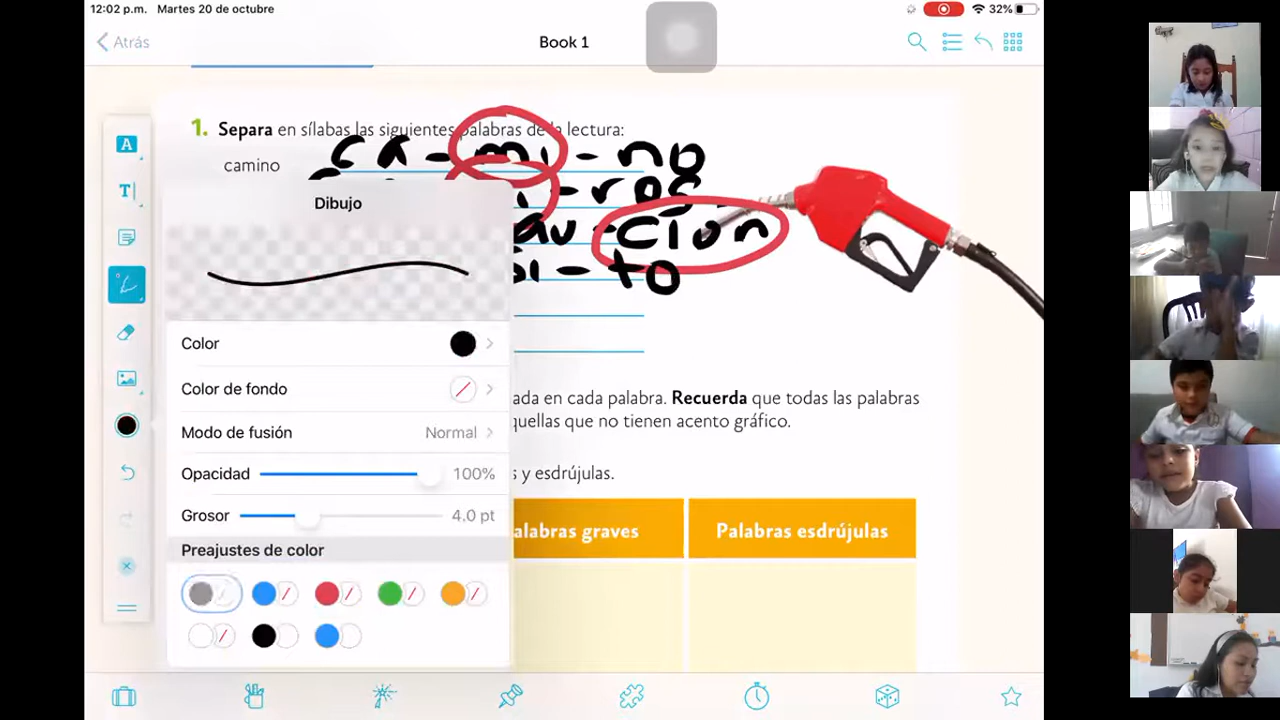 12:02 p.m. Martes 20 de octubre 32%
Atrás Book 1
1. Separa en sílabas las siguientes palabras de la lectura:
camino ca - mi - no
- ros
- cion
- to
Dibujo
Color
Color de fondo
Modo de fusión Normal
Opacidad 100%
Grosor 4.0 pt
Preajustes de color
ada en cada palabra. Recuerda que todas las palabras
quellas que no tienen acento gráfico.
s y esdrújulas.
alabras graves Palabras esdrújulas